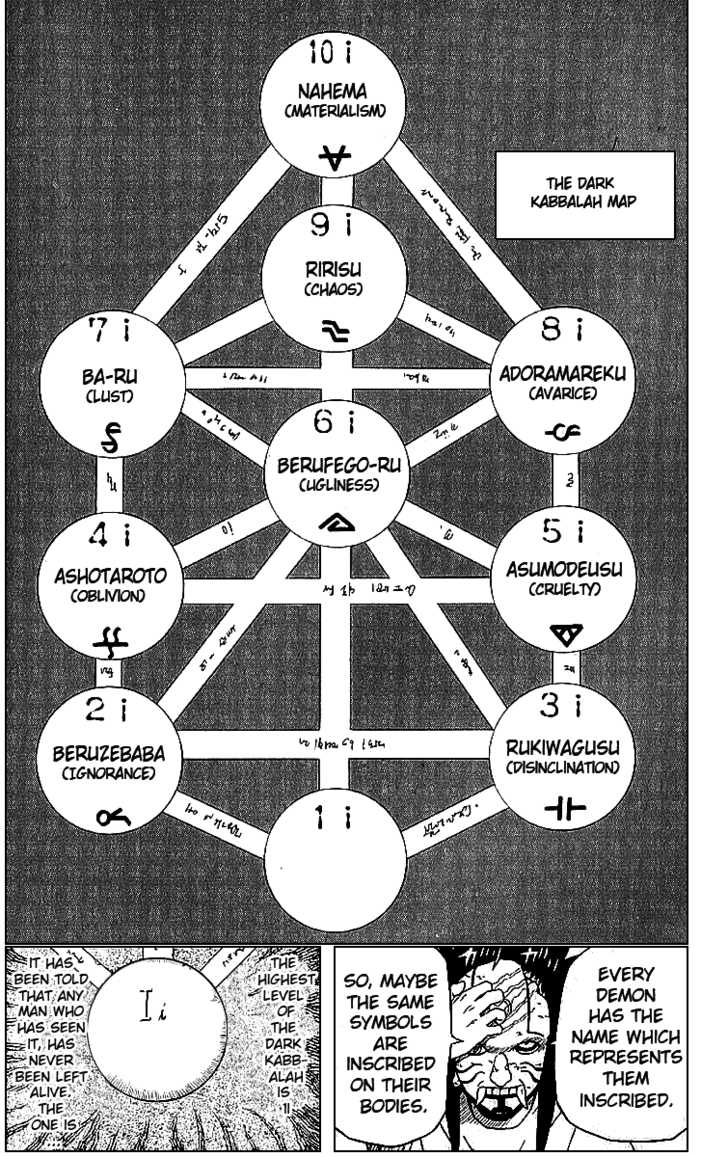 10 i
NAHEMA
(MATERIALISM)
THE DARK
KABBALAH MAP
9 i
RIRISU
(CHAOS)
7 i
BA-RU
(LUST)
8 i
ADORAMAREKU
(AVARICE)
6 i
BERUFEGO-RU
(UGLINESS)
4 i
ASHOTAROTO
(OBLIVION)
5 i
ASUMODEUSU
(CRUELTY)
2 i
BERUZEBABA
(IGNORANCE)
3 i
RUKIWAGUSU
(DISINCLINATION)
1 i
EVERY
DEMON
HAS THE
NAME WHICH
REPRESENTS
THEM
INSCRIBED.
SO, MAYBE
THE SAME
SYMBOLS
ARE
INSCRIBED
ON THEIR
BODIES.
THE
HIGHEST
LEVEL
OF
THE
DARK
KABB-
ALAH
IS
I i
IT HAS
BEEN TOLD
THAT ANY
MAN WHO
HAS SEEN
IT, HAS
NEVER
BEEN LEFT
ALIVE.
THE
ONE IS
....